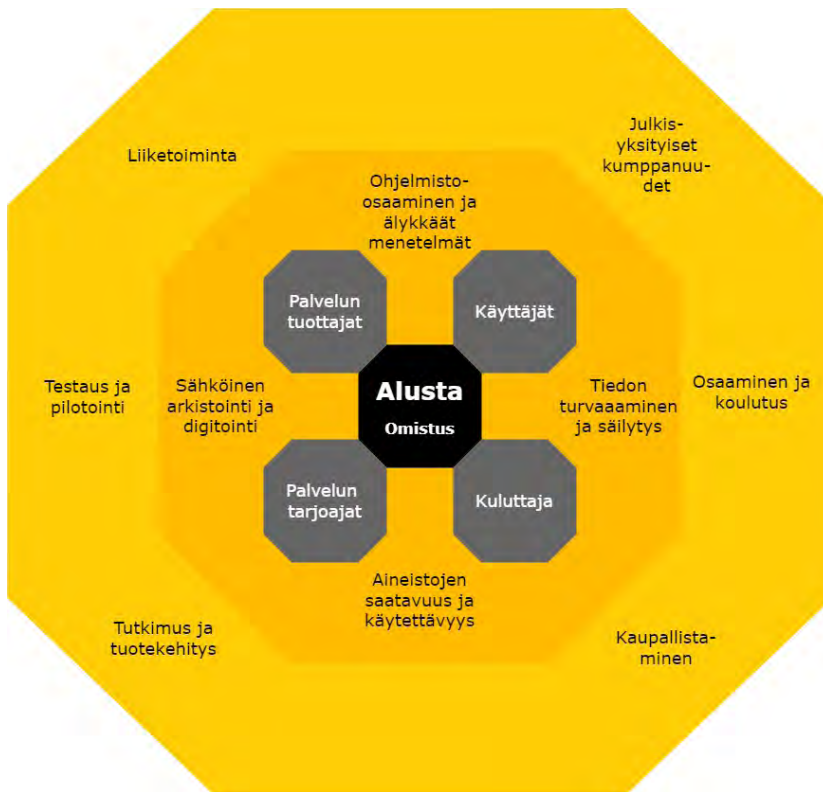 Julkis-
yksityiset
kumppanuu-
det
Liiketoiminta
Ohjelmisto-
osaaminen ja
älykkäät
menetelmät
Palvelun
tuottajat
Käyttäjät
Testaus ja
pilotointi
Sähköinen
arkistointi ja
digitointi
Alusta
Omistus
Tiedon
turvaaaminen
ja säilytys
Osaaminen ja
koulutus
Palvelun
tarjoajat
Kuluttaja
Aineistojen
saatavuus ja
käytettävyys
Tutkimus ja
tuotekehitys
Kaupallista-
minen